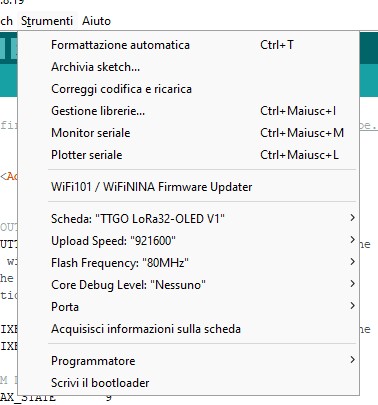 .8.19
ch Strumenti Aiuto
Formattazione automatica Ctrl+T
Archivia sketch...
Correggi codifica e ricarica
Gestione librerie... Ctrl+Maiusc+I
Monitor seriale Ctrl+Maiusc+M
Plotter seriale Ctrl+Maiusc+L
WiFi101 / WiFiNINA Firmware Updater
Scheda: "TTGO LoRa32-OLED V1"
Upload Speed: "921600"
Flash Frequency: "80MHz"
Core Debug Level: "Nessuno"
Porta
Acquisisci informazioni sulla scheda
Programmatore
Scrivi il bootloader
AX_STATE 9